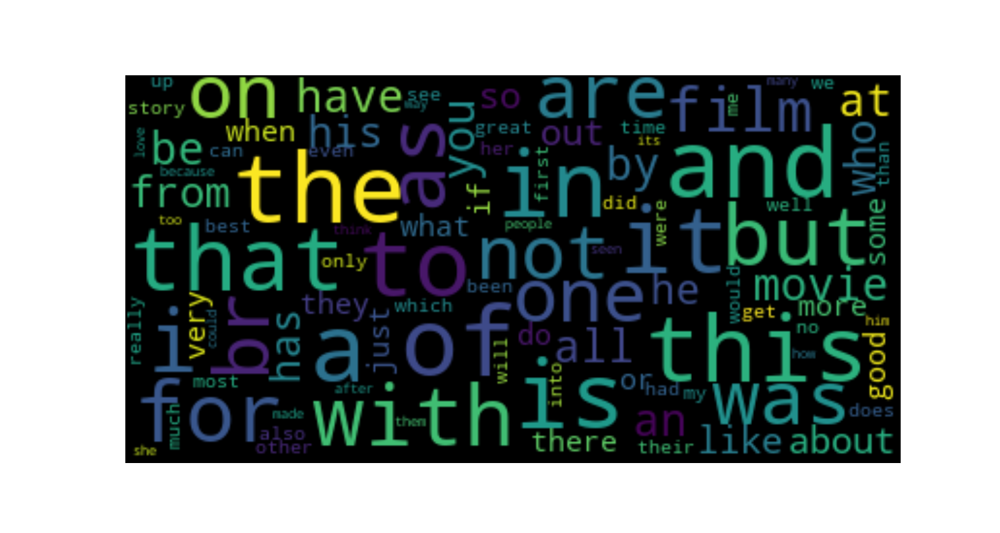 up
on
have
see
may
so
are
film
me
many
we
at
story
love
be
when
can
his
even
as
you
great
her
out
time
its
by
and
who
than
because
from
the
if
in
first
did
were
well
some
too
best
think
what
people
it
but
that
only
to
not
seen
been
one
he
would
movie
really
very
could
br
they
which
has
just
i
a
of
will
do
all
get
more
him
no
how
this
good
for
most
after
with
is
into
or
had
my
was
does
much
made
them
also
other
she
an
there
their
like
about